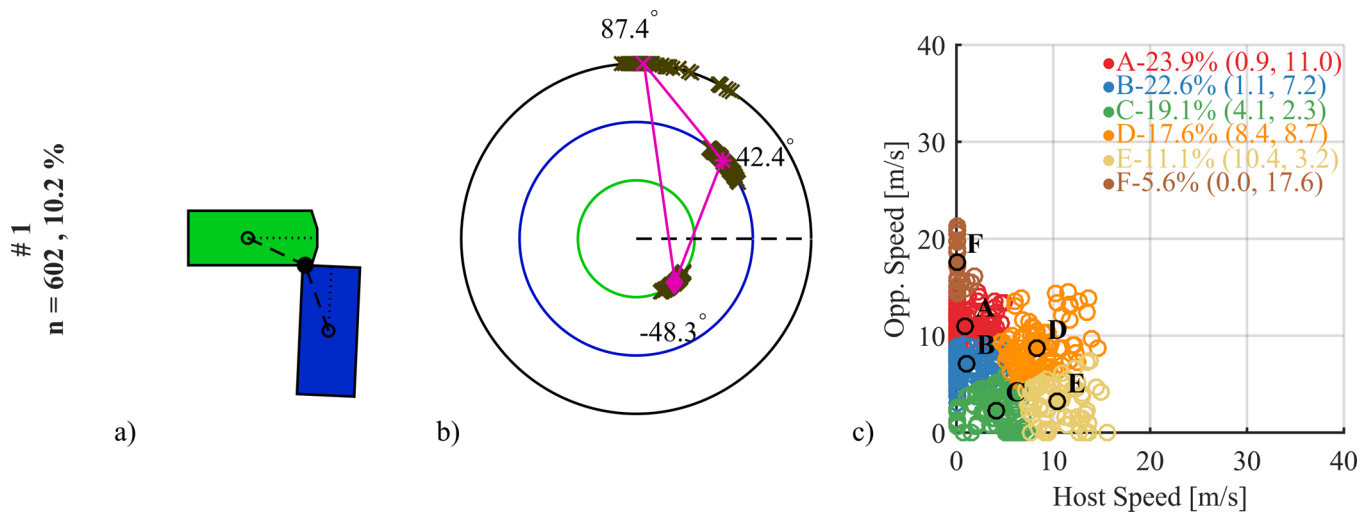 # 1
n = 602 , 10.2 %
a)
87.4°
42.4°
-48.3°
b)
Opp. Speed [m/s]
40
30
20
10
0
A-23.9% (0.9, 11.0)
B-22.6% (1.1, 7.2)
C-19.1% (4.1, 2.3)
D-17.6% (8.4, 8.7)
E-11.1% (10.4, 3.2)
F-5.6% (0.0, 17.6)
F
A
B
D
C
E
c)
0 10 20 30 40
Host Speed [m/s]